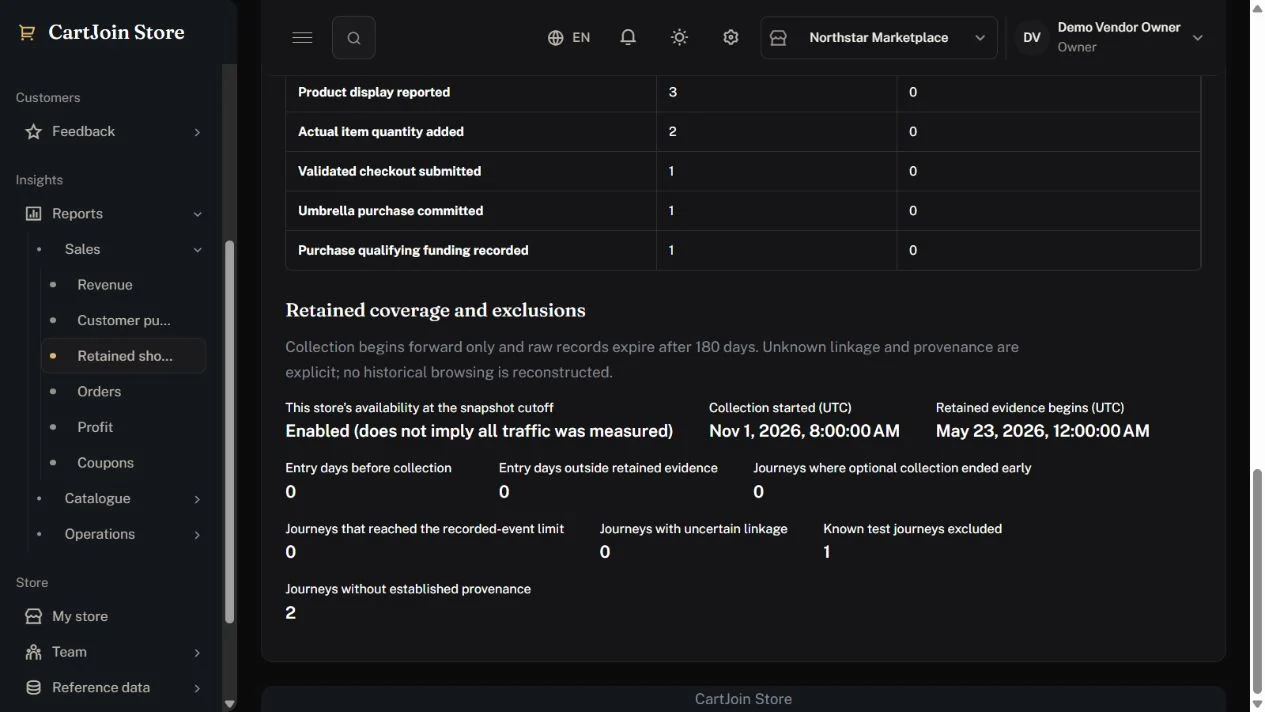 CartJoin Store
EN
Northstar Marketplace
DV
Demo Vendor Owner
Owner
Customers
Feedback
Insights
Reports
Sales
Revenue
Customer pu...
Retained sho...
Orders
Profit
Coupons
Catalogue
Operations
Store
My store
Team
Reference data
Product display reported 3 0
Actual item quantity added 2 0
Validated checkout submitted 1 0
Umbrella purchase committed 1 0
Purchase qualifying funding recorded 1 0
Retained coverage and exclusions
Collection begins forward only and raw records expire after 180 days. Unknown linkage and provenance are
explicit; no historical browsing is reconstructed.
This store's availability at the snapshot cutoff
Enabled (does not imply all traffic was measured)
Collection started (UTC)
Nov 1, 2026, 8:00:00 AM
Retained evidence begins (UTC)
May 23, 2026, 12:00:00 AM
Entry days before collection
0
Entry days outside retained evidence
0
Journeys where optional collection ended early
0
Journeys that reached the recorded-event limit
0
Journeys with uncertain linkage
0
Known test journeys excluded
1
Journeys without established provenance
2
CartJoin Store